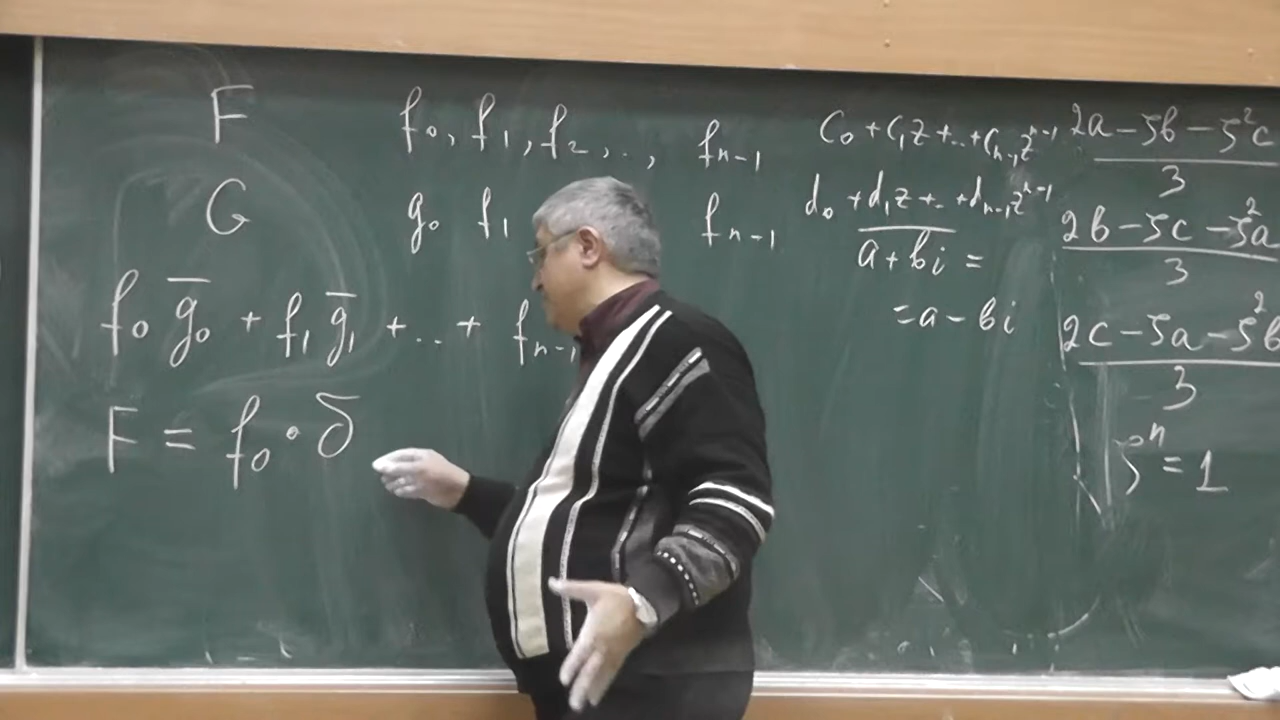 F f₀, f₁, f₂, .., fₙ₋₁
G g₀ f₁ fₙ₋₁
f₀ g̅₀ + f₁ g̅₁ + ... + fₙ₋₁
F = f₀ · δ
C₀ + C₁z + .. + Cₙ₋₁zⁿ⁻¹
d₀ + d₁z + .. + dₙ₋₁zⁿ⁻¹
a̅+̅b̅i̅ =
= a - bi
2a - ζb - ζ²c
3
2b - ζc - ζ²a
3
2c - ζa - ζ²b
3
ζⁿ = 1